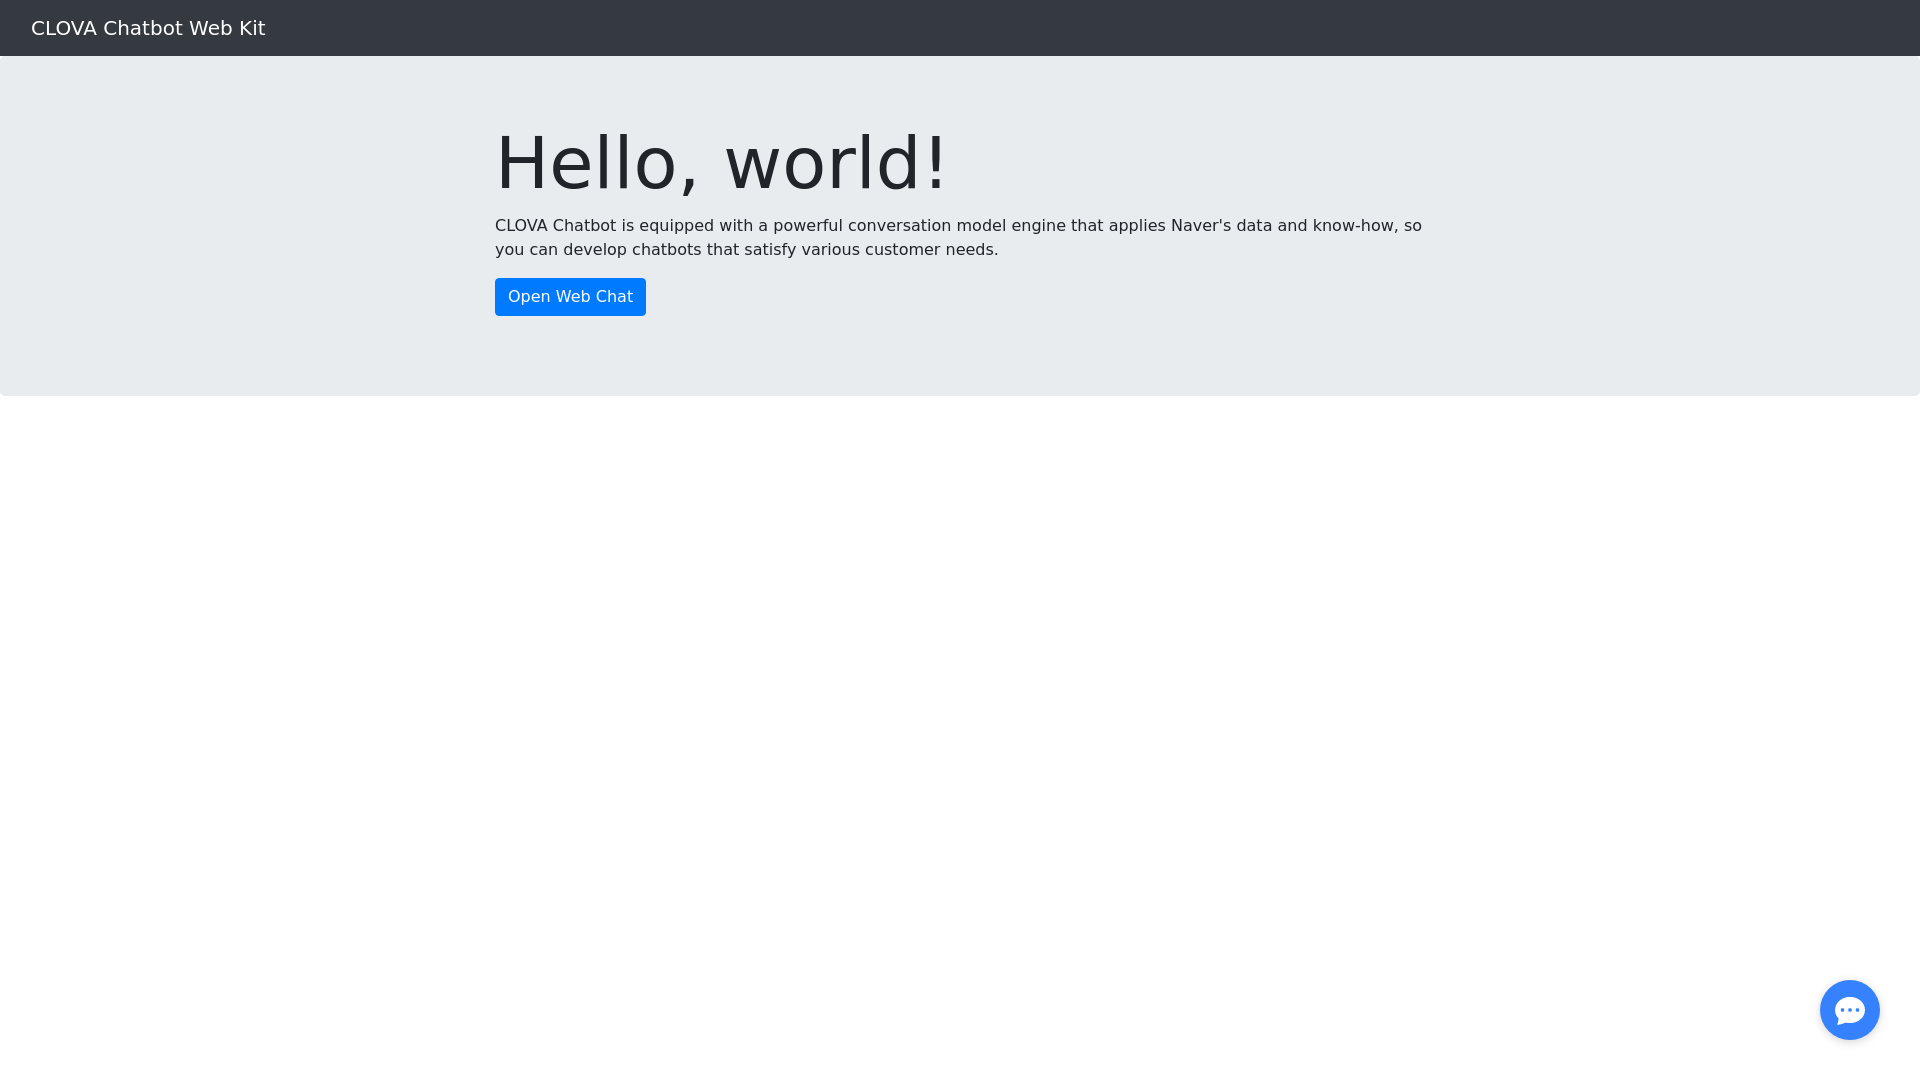 CLOVA Chatbot Web Kit
Hello, world!
CLOVA Chatbot is equipped with a powerful conversation model engine that applies Naver's data and know-how, so
you can develop chatbots that satisfy various customer needs.
Open Web Chat